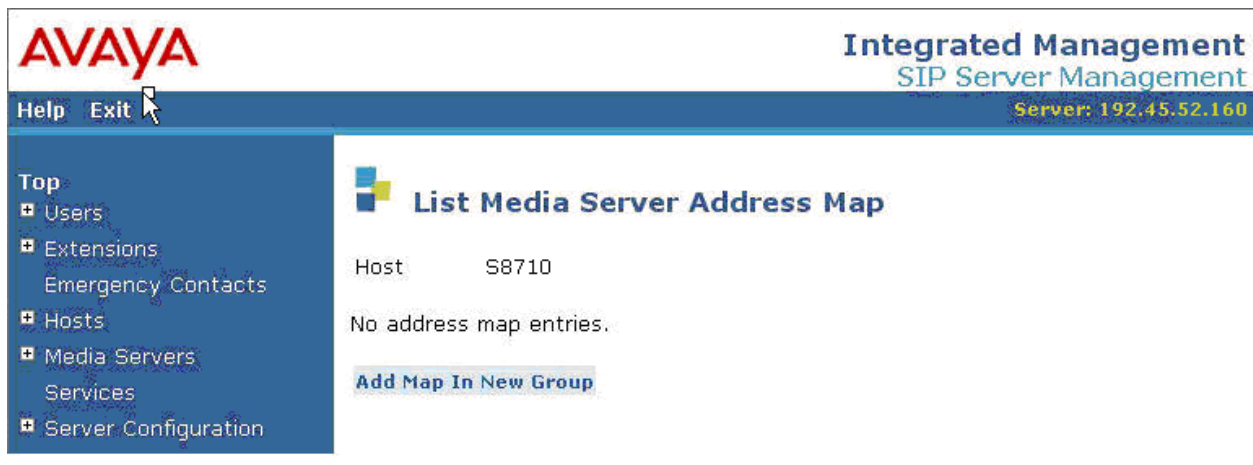 AVAYA
Integrated Management
SIP Server Management
Help Exit
Server: 192.45.52.160
Top
Users
Extensions
Emergency Contacts
Hosts
Media Servers
Services
Server Configuration
List Media Server Address Map
Host S8710
No address map entries.
Add Map In New Group